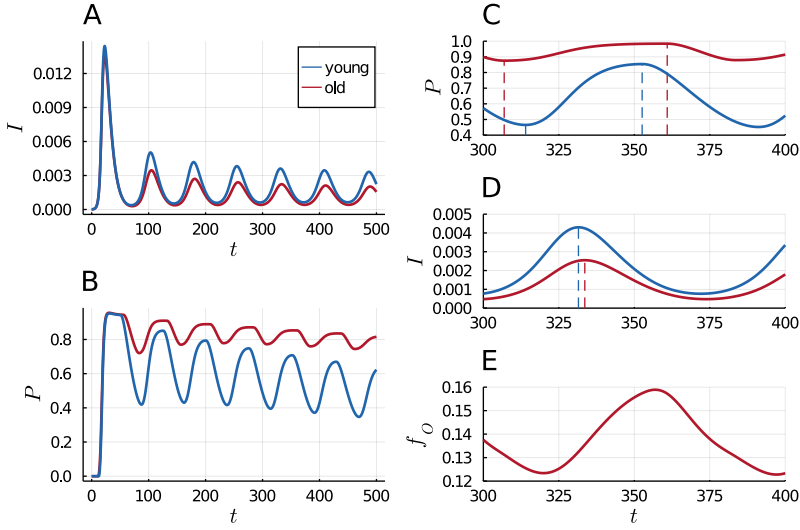 A
I
0.012
0.009
0.006
0.003
0.000
young
old
0 100 200 300 400 500
t
B
P
0.8
0.6
0.4
0.2
0.0
0 100 200 300 400 500
t
C
P
1.0
0.9
0.8
0.7
0.6
0.5
0.4
300 325 350 375 400
D
I
0.005
0.004
0.003
0.002
0.001
0.000
300 325 350 375 400
E
f_O
0.16
0.15
0.14
0.13
0.12
300 325 350 375 400
t